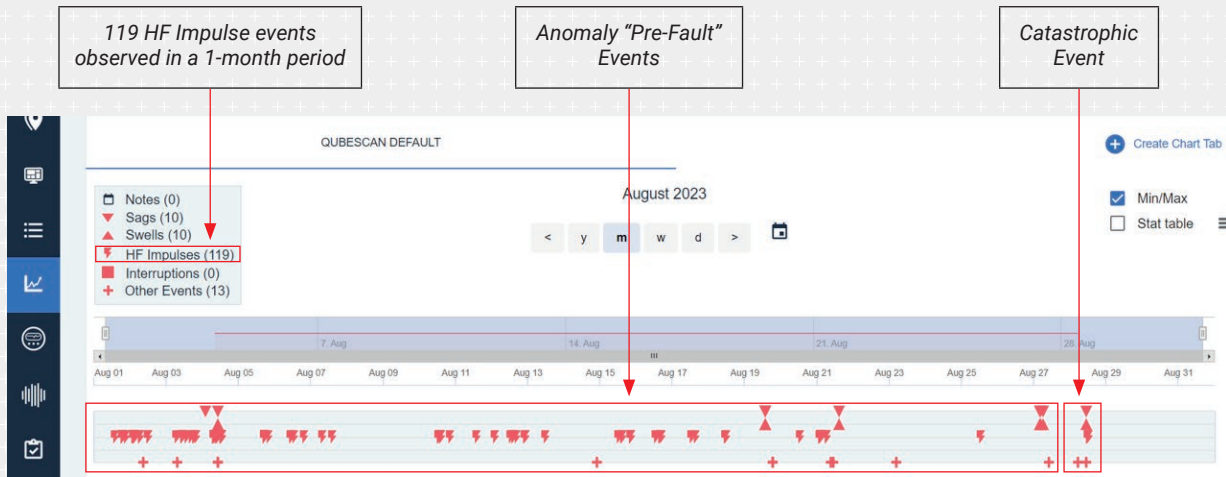 119 HF Impulse events
observed in a 1-month period
Anomaly “Pre-Fault”
Events
Catastrophic
Event
QUBESCAN DEFAULT
Create Chart Tab
Notes (0)
Sags (10)
Swells (10)
HF Impulses (119)
Interruptions (0)
Other Events (13)
August 2023
< y m w d >
Min/Max
Stat table
7. Aug 14. Aug 21. Aug 28. Aug
Aug 01 Aug 03 Aug 05 Aug 07 Aug 09 Aug 11 Aug 13 Aug 15 Aug 17 Aug 19 Aug 21 Aug 23 Aug 25 Aug 27 Aug 29 Aug 31